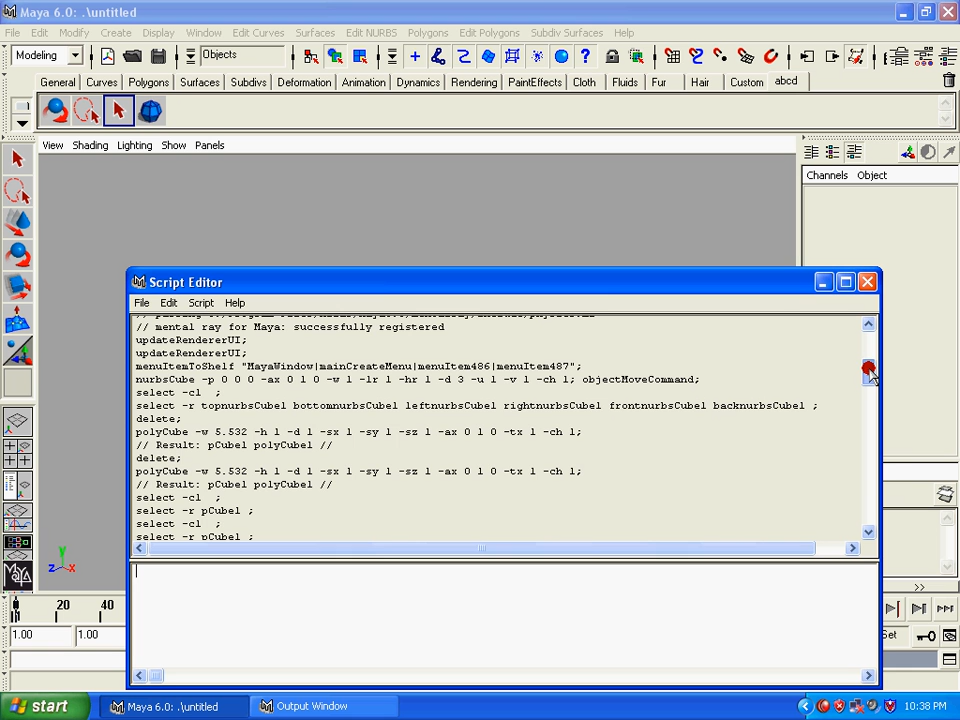 Maya 6.0: .\untitled
File Edit Modify Create Display Window Edit Curves Surfaces Edit NURBS Polygons Edit Polygons Subdiv Surfaces Help
Modeling Objects
General Curves Polygons Surfaces Subdivs Deformation Animation Dynamics Rendering PaintEffects Cloth Fluids Fur Hair Custom abcd
View Shading Lighting Show Panels
Channels Object
Script Editor
File Edit Script Help
// mental ray for Maya: successfully registered
updateRendererUI;
updateRendererUI;
menuItemToShelf "MayaWindow|mainCreateMenu|menuItem486|menuItem487";
nurbsCube -p 0 0 0 -ax 0 1 0 -w 1 -lr 1 -hr 1 -d 3 -u 1 -v 1 -ch 1; objectMoveCommand;
select -cl  ;
select -r topnurbsCube1 bottomnurbsCube1 leftnurbsCube1 rightnurbsCube1 frontnurbsCube1 backnurbsCube1 ;
delete;
polyCube -w 5.532 -h 1 -d 1 -sx 1 -sy 1 -sz 1 -ax 0 1 0 -tx 1 -ch 1;
// Result: pCube1 polyCube1 //
delete;
polyCube -w 5.532 -h 1 -d 1 -sx 1 -sy 1 -sz 1 -ax 0 1 0 -tx 1 -ch 1;
// Result: pCube1 polyCube1 //
select -cl  ;
select -r pCube1 ;
select -cl  ;
select -r pCube1 ;
y
z x
MAYA
20 40
1.00 1.00
Set
start Maya 6.0: .\untitled Output Window 10:38 PM